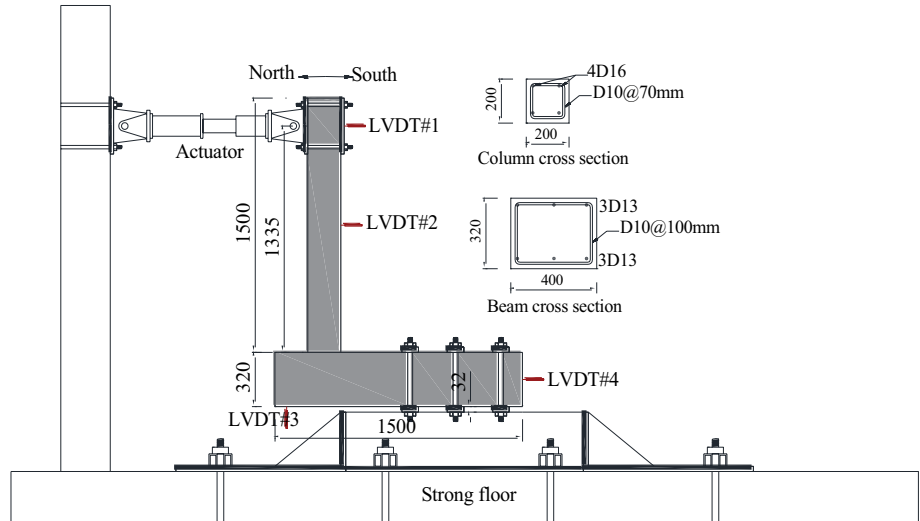 North
South
LVDT#1
Actuator
LVDT#2
1500
1335
4D16
D10@70mm
200
200
Column cross section
3D13
D10@100mm
320
3D13
400
Beam cross section
320
32
LVDT#4
LVDT#3
1500
Strong floor